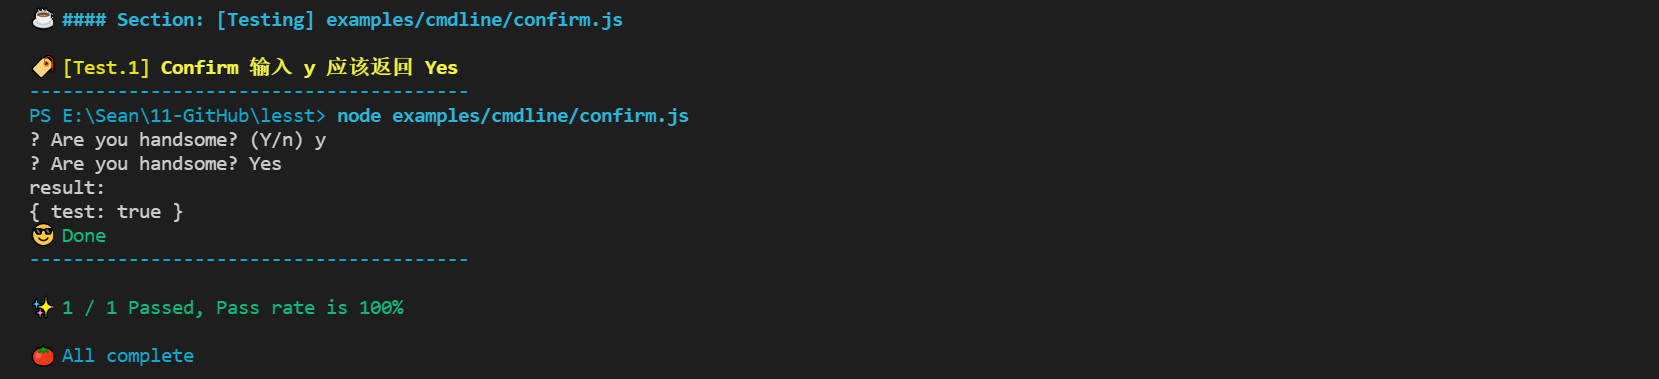 ☕ #### Section: [Testing] examples/cmdline/confirm.js
🏷️ [Test.1] Confirm 输入 y 应该返回 Yes
----------------------------------------
PS E:\Sean\11-GitHub\lesst> node examples/cmdline/confirm.js
? Are you handsome? (Y/n) y
? Are you handsome? Yes
result:
{ test: true }
😎 Done
----------------------------------------
✨ 1 / 1 Passed, Pass rate is 100%
🍅 All complete